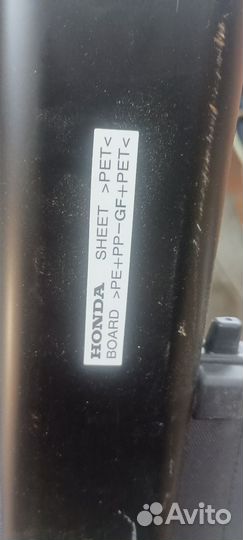 HONDA SHEET >PET<
BOARD >PE+PP-GF+PET<
Avito